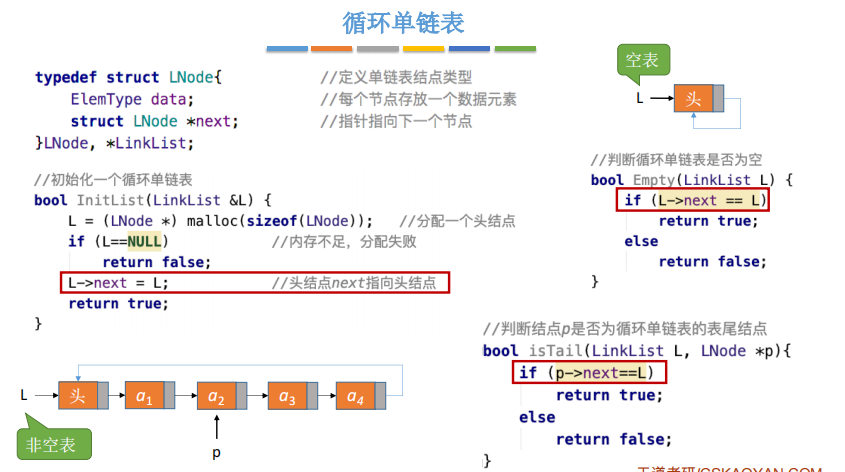 循环单链表
typedef struct LNode{ //定义单链表结点类型
ElemType data; //每个节点存放一个数据元素
struct LNode *next; //指针指向下一个节点
}LNode, *LinkList;
//初始化一个循环单链表
bool InitList(LinkList &L) {
L = (LNode *) malloc(sizeof(LNode)); //分配一个头结点
if (L==NULL) //内存不足，分配失败
return false;
L->next = L; //头结点next指向头结点
return true;
}
L
头
a1
a2
a3
a4
非空表
p
空表
L
头
//判断循环单链表是否为空
bool Empty(LinkList L) {
if (L->next == L)
return true;
else
return false;
}
//判断结点p是否为循环单链表的表尾结点
bool isTail(LinkList L, LNode *p){
if (p->next==L)
return true;
else
return false;
}
王道考研/CSKAOYAN.COM